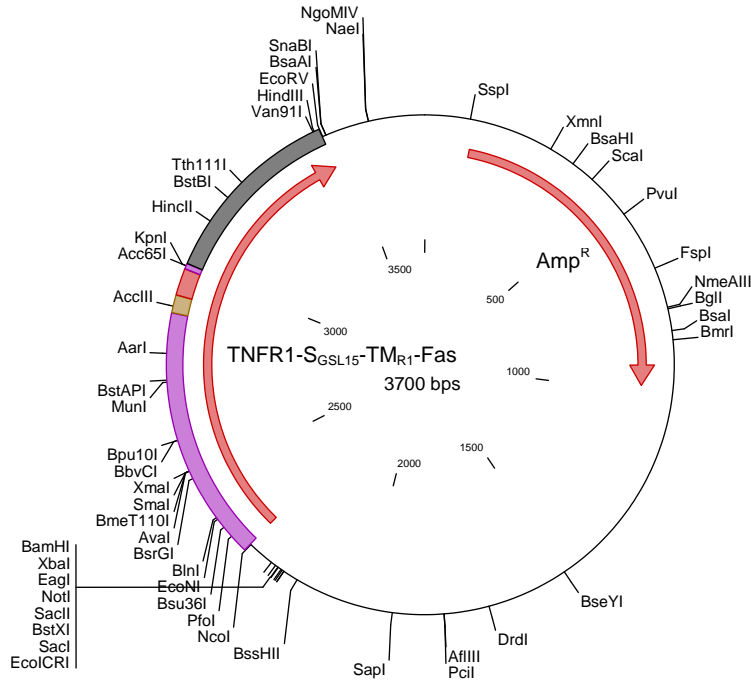 NgoMIV
NaeI
SnaBI
BsaAI
EcoRV
HindIII
Van91I
Tth111I
BstBI
HincII
KpnI
Acc65I
AccIII
AarI
BstAPI
MunI
Bpu10I
BbvCI
XmaI
SmaI
BmeT110I
AvaI
BsrGI
BlnI
EcoNI
Bsu36I
PfoI
NcoI
BssHII
BamHI
XbaI
EagI
NotI
SacII
BstXI
SacI
EcoICRI
SspI
XmnI
BsaHI
ScaI
PvuI
FspI
NmeAIII
BglI
BsaI
BmrI
BseYI
DrdI
AflIII
PciI
SapI
Amp^R
TNFR1-S_GSL15-TM_R1-Fas
3700 bps
500
1000
1500
2000
2500
3000
3500